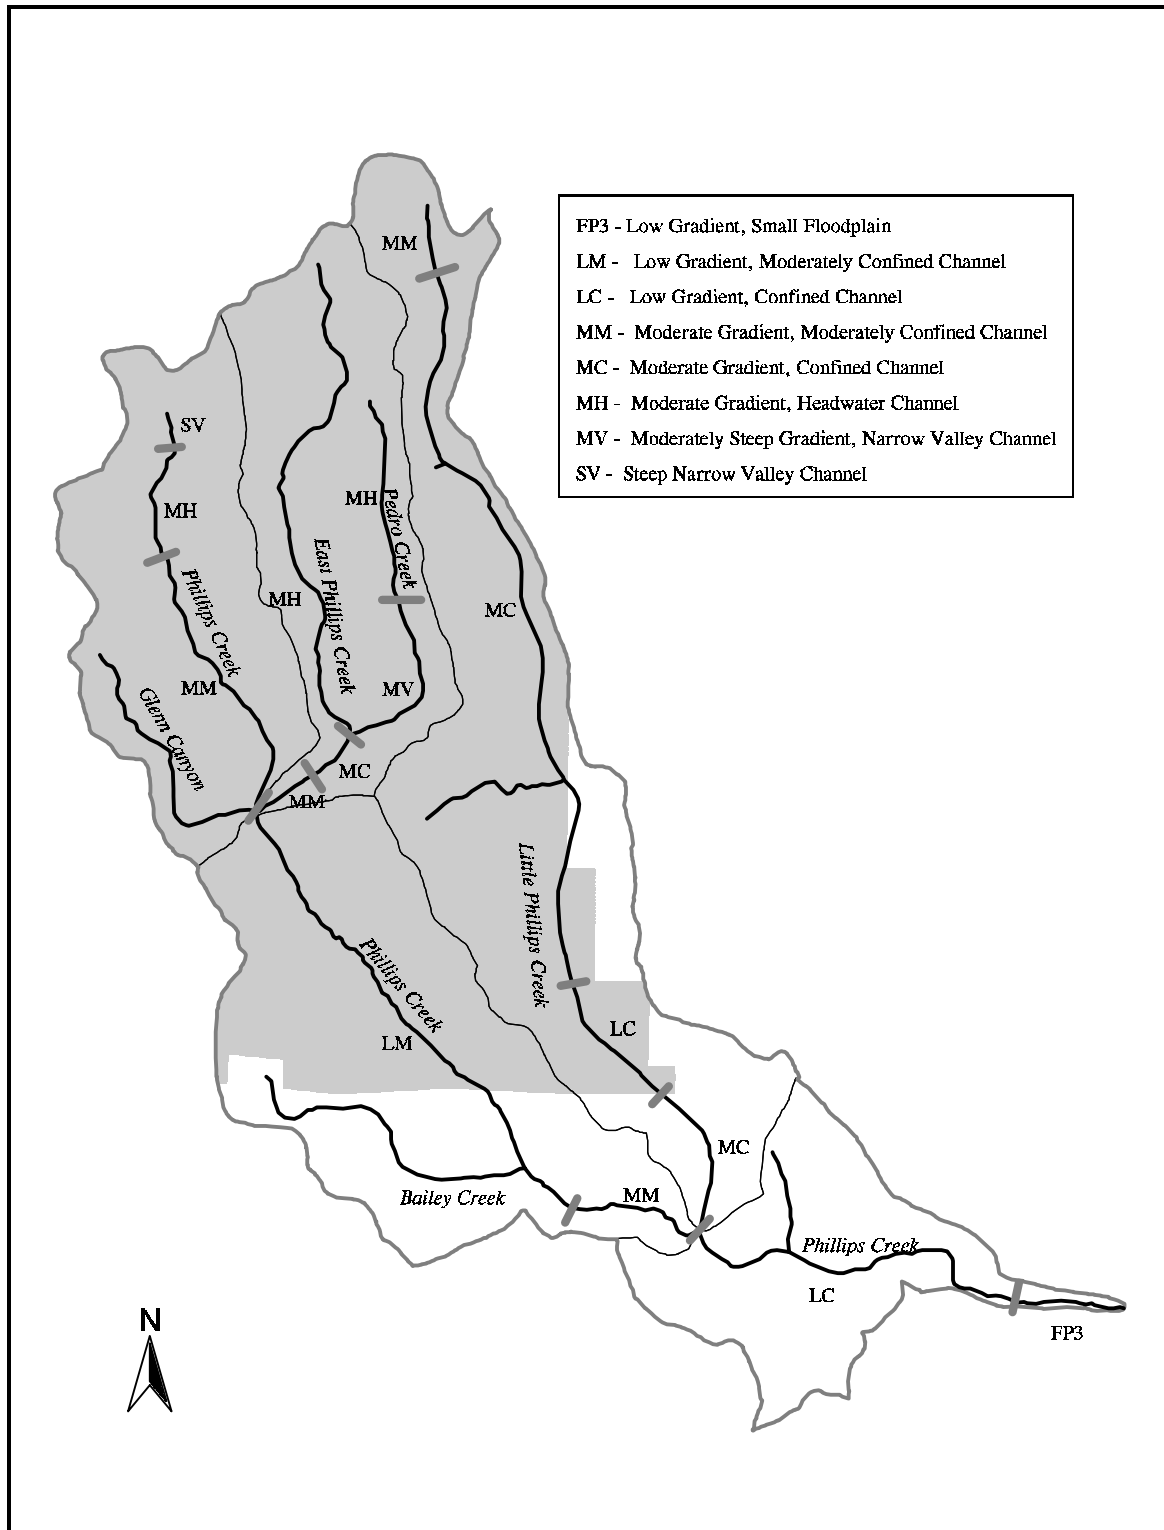 MM
FP3 - Low Gradient, Small Floodplain
LM - Low Gradient, Moderately Confined Channel
LC - Low Gradient, Confined Channel
MM - Moderate Gradient, Moderately Confined Channel
MC - Moderate Gradient, Confined Channel
MH - Moderate Gradient, Headwater Channel
MV - Moderately Steep Gradient, Narrow Valley Channel
SV - Steep Narrow Valley Channel
SV
MH
MH
Pedro Creek
East Phillips Creek
Phillips Creek
MH
MC
MM
MV
Glenn Canyon
MC
MM
Little Phillips Creek
Phillips Creek
LC
LM
MC
MM
Bailey Creek
Phillips Creek
LC
N
FP3